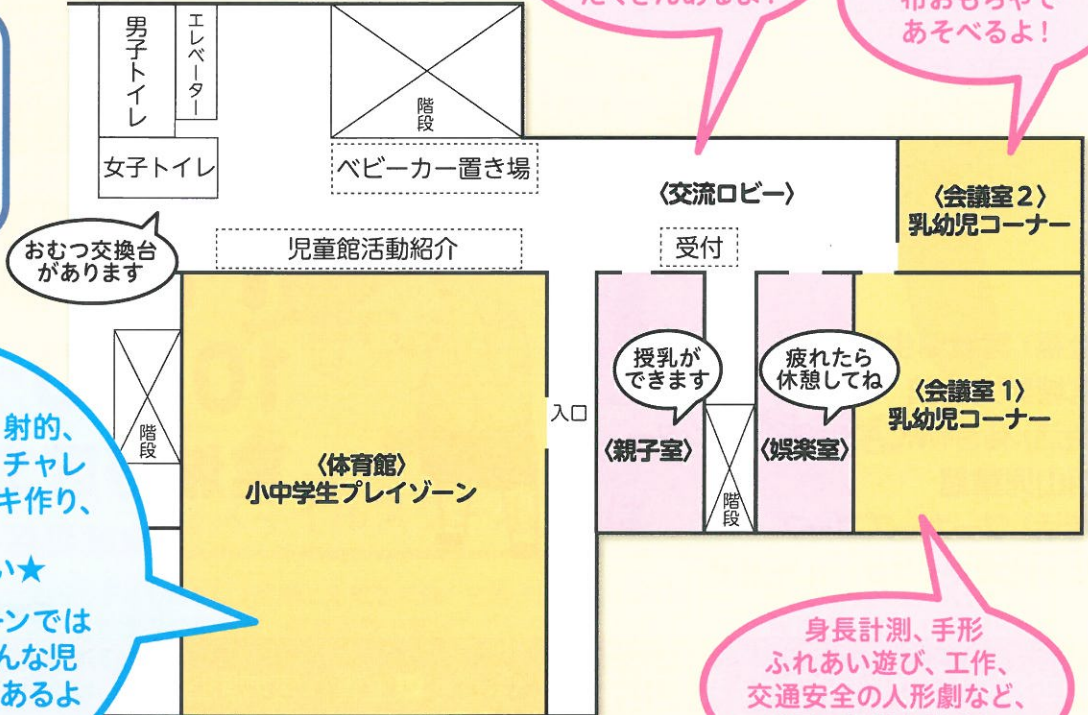 布おもちゃで
あそべるよ!
男子トイレ
エレベーター
階段
女子トイレ
ベビーカー置き場
〈交流ロビー〉
〈会議室2〉
乳幼児コーナー
おむつ交換台
があります
児童館活動紹介
受付
授乳が
できます
疲れたら
休憩してね
〈会議室1〉
乳幼児コーナー
入口
〈親子室〉
〈娯楽室〉
階段
階段
〈体育館〉
小中学生プレイゾーン
射的、
チャレ
キ作り、
い★
ーンでは
んな児
あるよ
身長計測、手形
ふれあい遊び、工作、
交通安全の人形劇など、